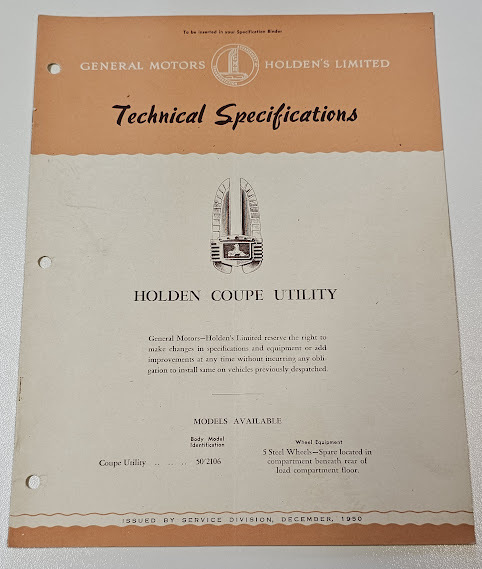 To be inserted in your Specification Binder
GENERAL MOTORS HOLDEN'S LIMITED
Technical Specifications
HOLDEN COUPE UTILITY
General Motors—Holden's Limited reserve the right to
make changes in specifications and equipment or add
improvements at any time without incurring any obli-
gation to install same on vehicles previously despatched.
MODELS AVAILABLE
Body Model
Identification
Wheel Equipment
Coupe Utility .. .. .. 50/2106
5 Steel Wheels—Spare located in
compartment beneath rear of
load compartment floor.
ISSUED BY SERVICE DIVISION, DECEMBER, 1950